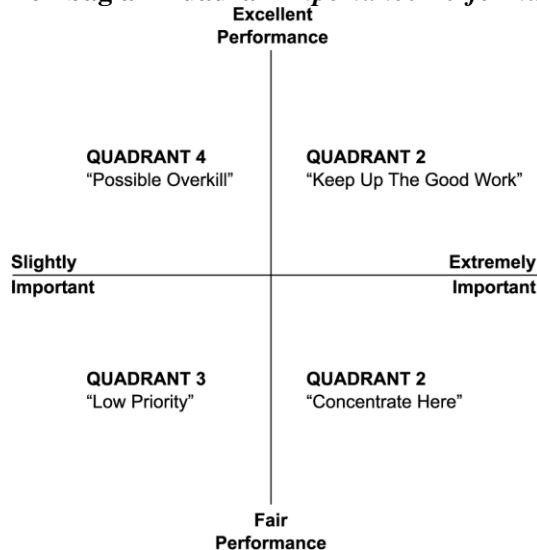 Excellent
Performance
QUADRANT 4
"Possible Overkill"
QUADRANT 2
"Keep Up The Good Work"
Slightly
Important
Extremely
Important
QUADRANT 3
"Low Priority"
QUADRANT 2
"Concentrate Here"
Fair
Performance